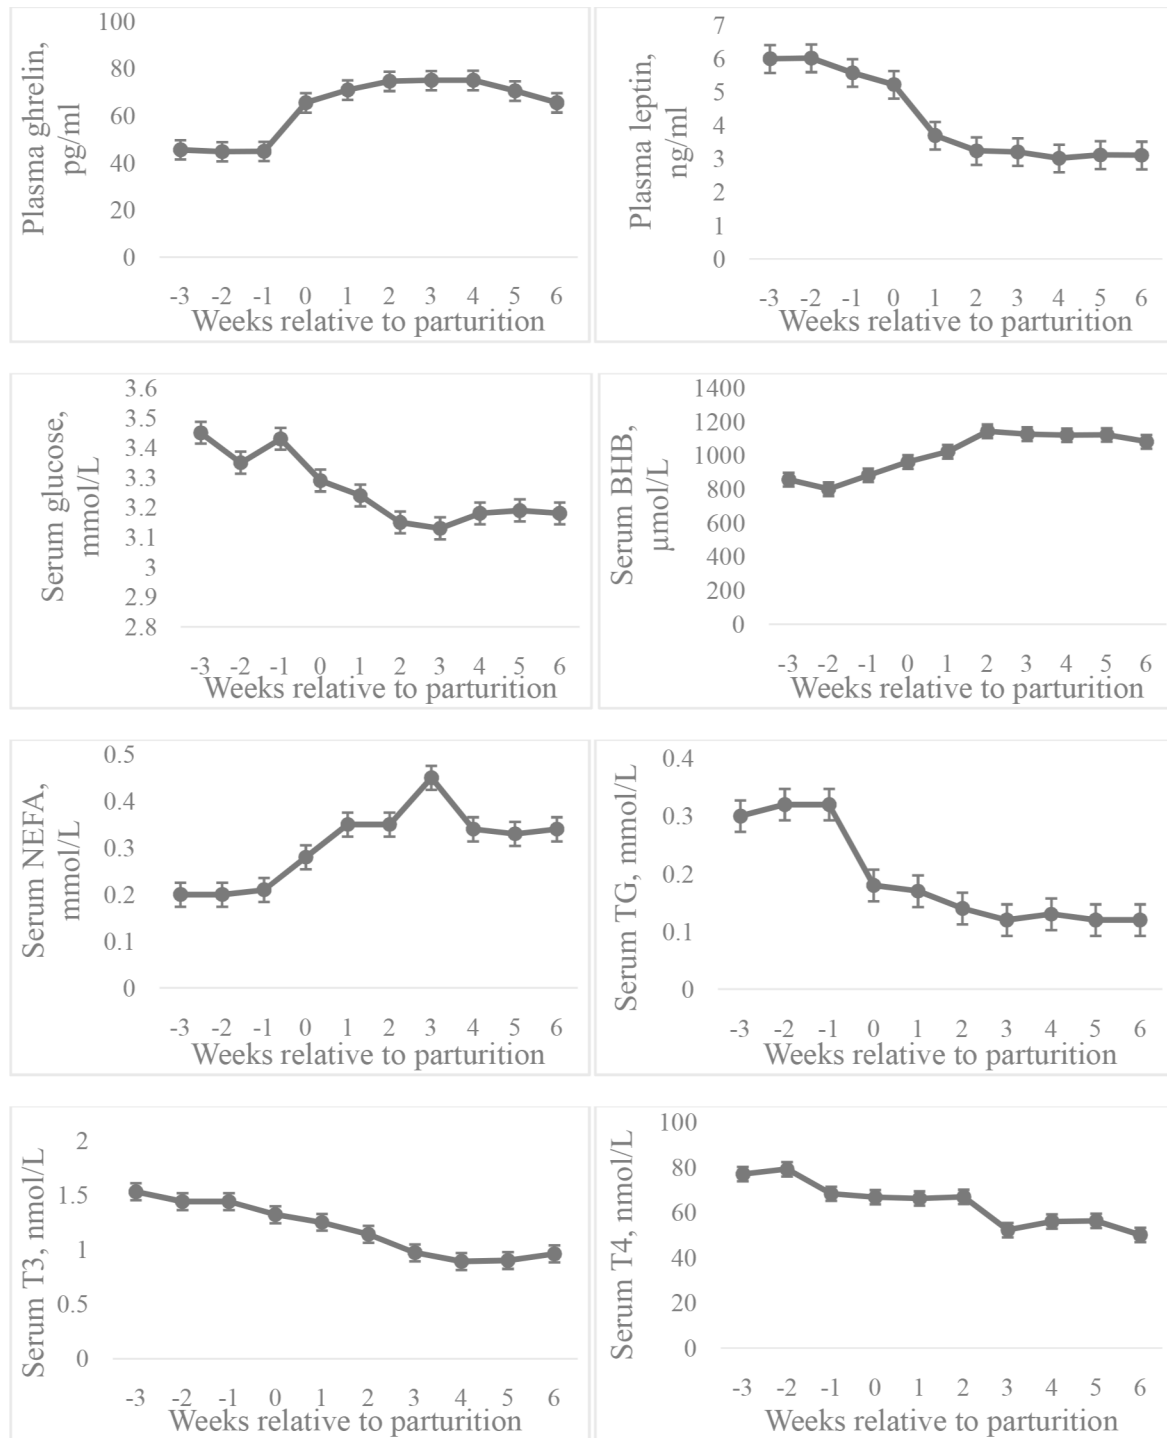 Plasma ghrelin,
pg/ml
100
80
60
40
20
0
-3 -2 -1 0 1 2 3 4 5 6
Weeks relative to parturition
Plasma leptin,
ng/ml
7
6
5
4
3
2
1
0
-3 -2 -1 0 1 2 3 4 5 6
Weeks relative to parturition
Serum glucose,
mmol/L
3.6
3.5
3.4
3.3
3.2
3.1
3
2.9
2.8
-3 -2 -1 0 1 2 3 4 5 6
Weeks relative to parturition
Serum BHB,
µmol/L
1400
1200
1000
800
600
400
200
0
-3 -2 -1 0 1 2 3 4 5 6
Weeks relative to parturition
Serum NEFA,
mmol/L
0.5
0.4
0.3
0.2
0.1
0
-3 -2 -1 0 1 2 3 4 5 6
Weeks relative to parturition
Serum TG, mmol/L
0.4
0.3
0.2
0.1
0
-3 -2 -1 0 1 2 3 4 5 6
Weeks relative to parturition
Serum T3, nmol/L
2
1.5
1
0.5
0
-3 -2 -1 0 1 2 3 4 5 6
Weeks relative to parturition
Serum T4, nmol/L
100
80
60
40
20
0
-3 -2 -1 0 1 2 3 4 5 6
Weeks relative to parturition